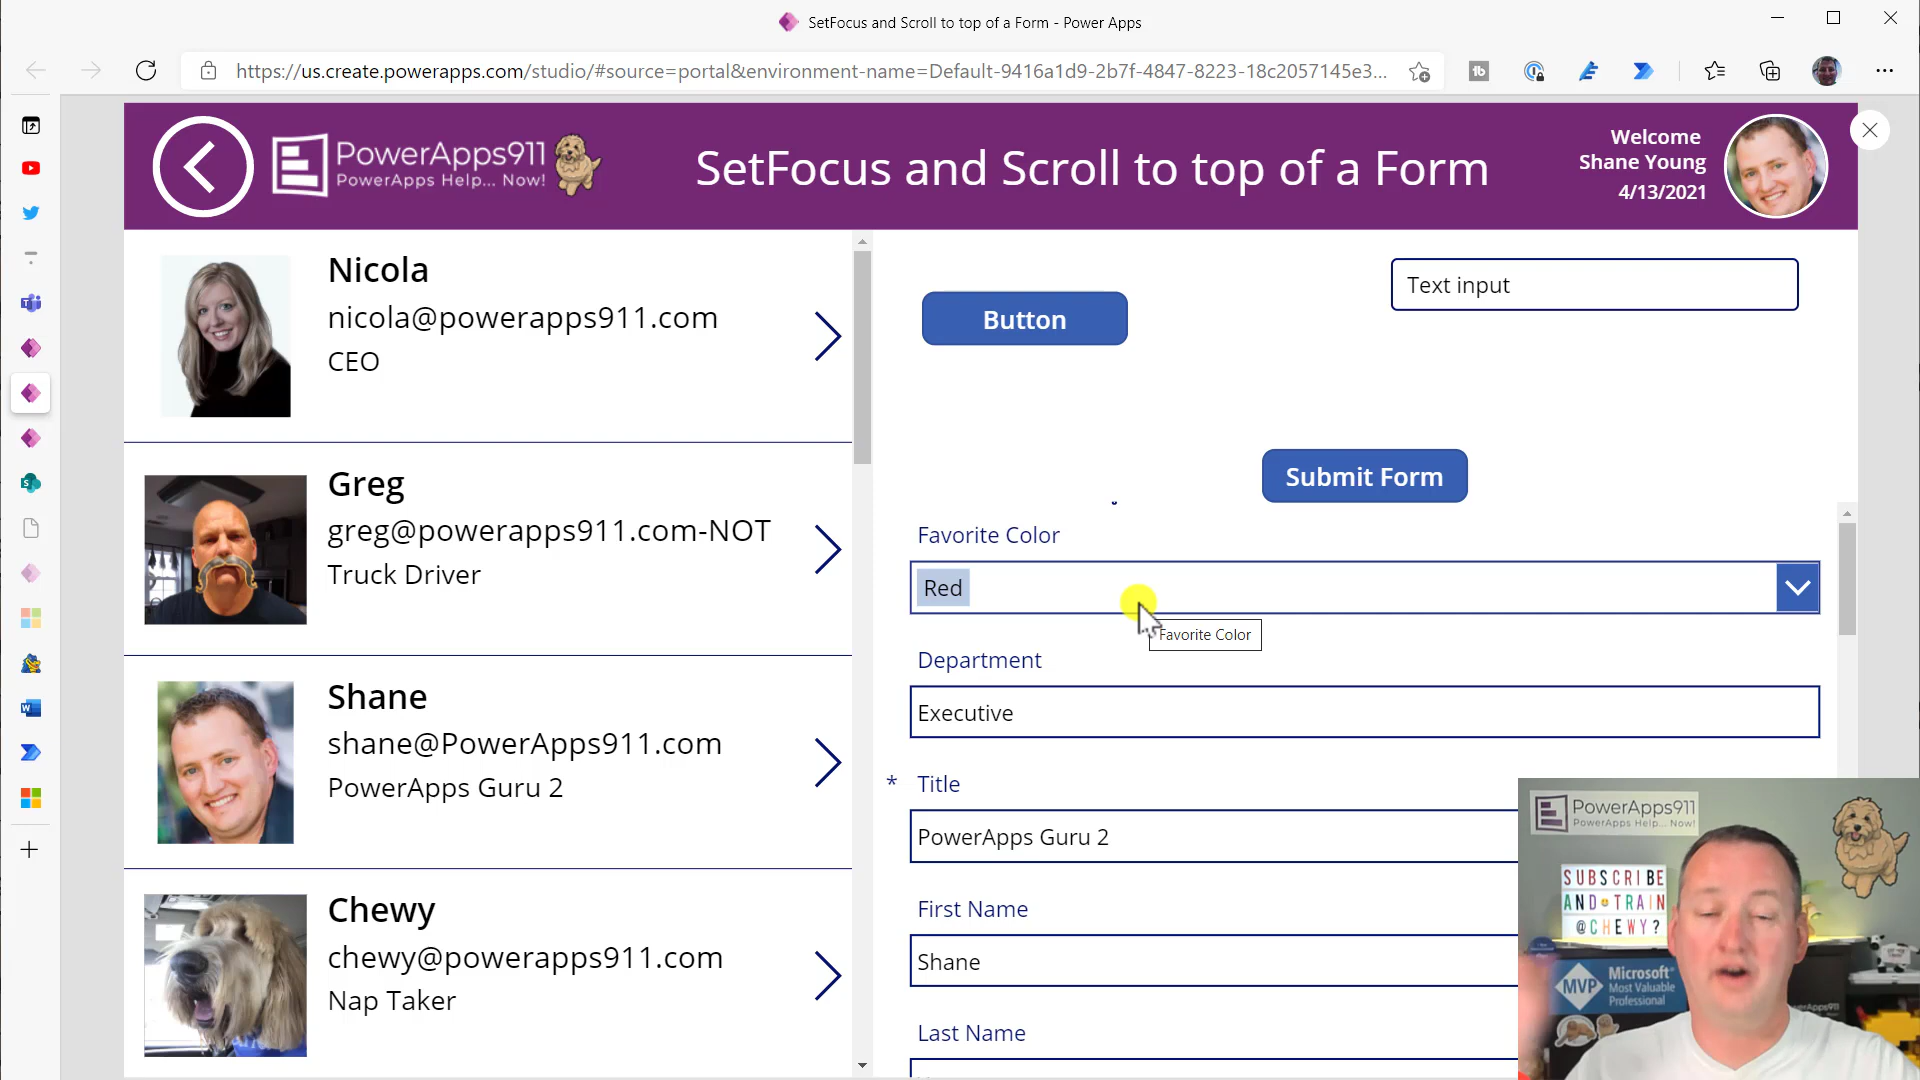 SetFocus and Scroll to top of a Form - Power Apps
https://us.create.powerapps.com/studio/#source=portal&environment-name=Default-9416a1d9-2b7f-4847-8223-18c2057145e3...
PowerApps911
PowerApps Help... Now!
SetFocus and Scroll to top of a Form
Welcome
Shane Young
4/13/2021
Nicola
nicola@powerapps911.com
CEO
Greg
greg@powerapps911.com-NOT
Truck Driver
Shane
shane@PowerApps911.com
PowerApps Guru 2
Chewy
chewy@powerapps911.com
Nap Taker
Button
Text input
Submit Form
Favorite Color
Red
Favorite Color
Department
Executive
* Title
PowerApps Guru 2
First Name
Shane
Last Name
PowerApps911
PowerApps Help... Now!
SUBSCRIBE
AND TRAIN
@CHEWY?
MVP
Microsoft
Most Valuable
Professional